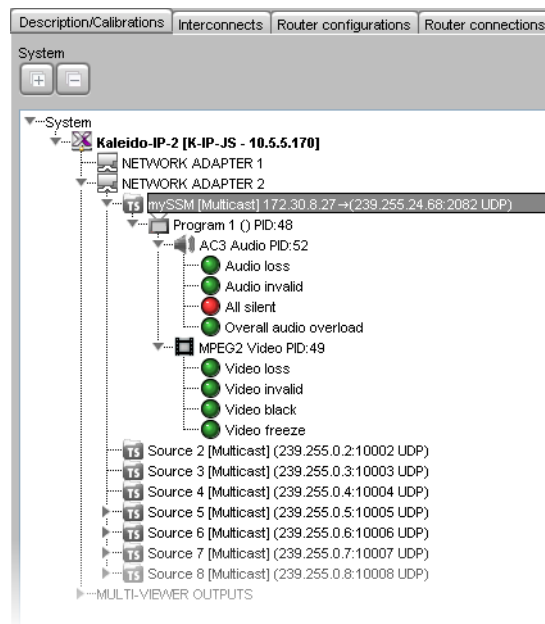 Description/Calibrations Interconnects Router configurations Router connections
System
System
Kaleido-IP-2 [K-IP-JS - 10.5.5.170]
NETWORK ADAPTER 1
NETWORK ADAPTER 2
TS mySSM [Multicast] 172.30.8.27→(239.255.24.68:2082 UDP)
Program 1 () PID:48
AC3 Audio PID:52
Audio loss
Audio invalid
All silent
Overall audio overload
MPEG2 Video PID:49
Video loss
Video invalid
Video black
Video freeze
TS Source 2 [Multicast] (239.255.0.2:10002 UDP)
TS Source 3 [Multicast] (239.255.0.3:10003 UDP)
TS Source 4 [Multicast] (239.255.0.4:10004 UDP)
TS Source 5 [Multicast] (239.255.0.5:10005 UDP)
TS Source 6 [Multicast] (239.255.0.6:10006 UDP)
TS Source 7 [Multicast] (239.255.0.7:10007 UDP)
TS Source 8 [Multicast] (239.255.0.8:10008 UDP)
MULTI-VIEWER OUTPUTS